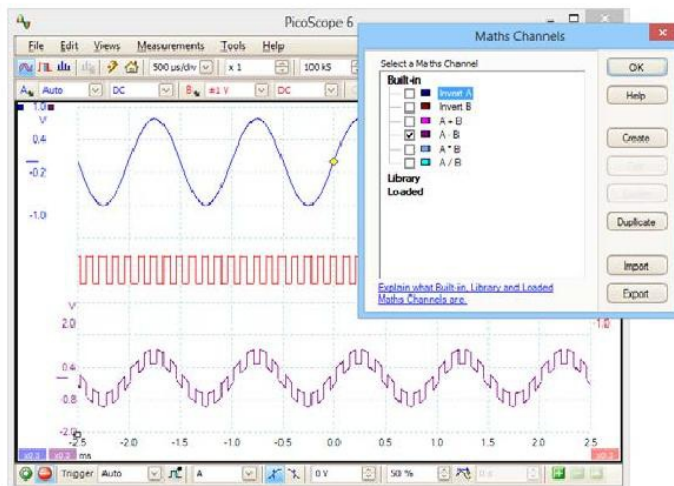 PicoScope 6
File Edit Views Measurements Tools Help
500 µs/div x 1 100 kS
A Auto DC B ±1 V DC
1.0
V
0.4
-0.2
-1.0
V
2.0
0.4
-0.8
-2.0
-1.0
-2.5 -2.0 -1.5 -1.0 -0.5 0.0 0.5 1.0 1.5 2.0 2.5
ms
Trigger Auto A 0 V 50 %
Maths Channels
Select a Maths Channel
Built-in
Invert A
Invert B
A + B
A - B
A * B
A / B
Library
Loaded
Explain what Built-in, Library and Loaded
Maths Channels are.
OK
Help
Create
Duplicate
Import
Export